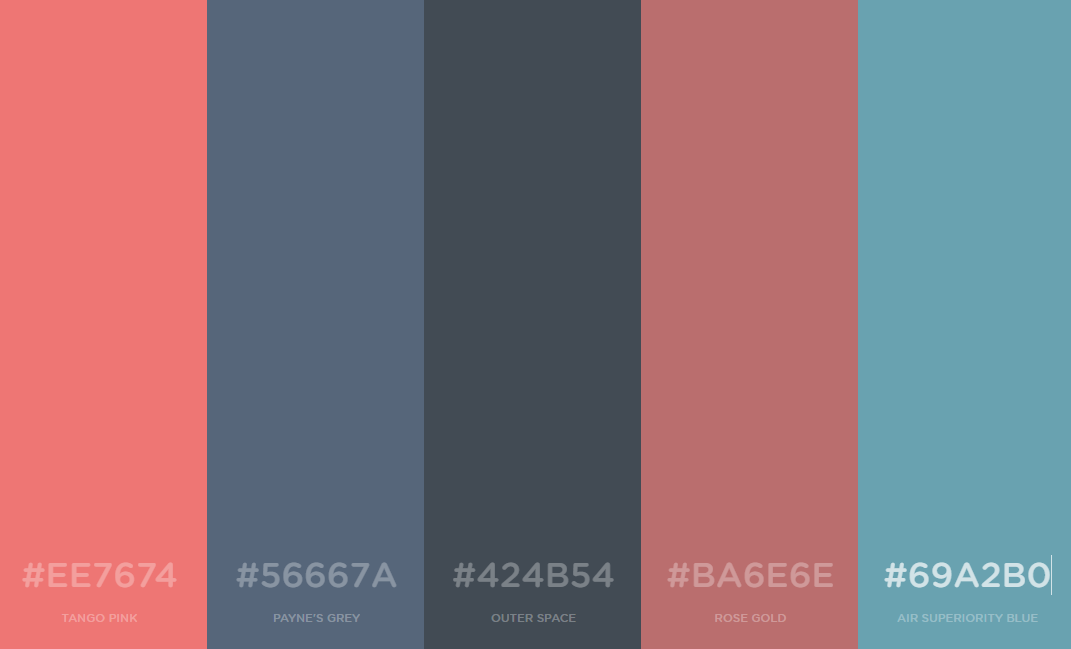 #EE7674
TANGO PINK
#56667A
PAYNE'S GREY
#424B54
OUTER SPACE
#BA6E6E
ROSE GOLD
#69A2B0
AIR SUPERIORITY BLUE